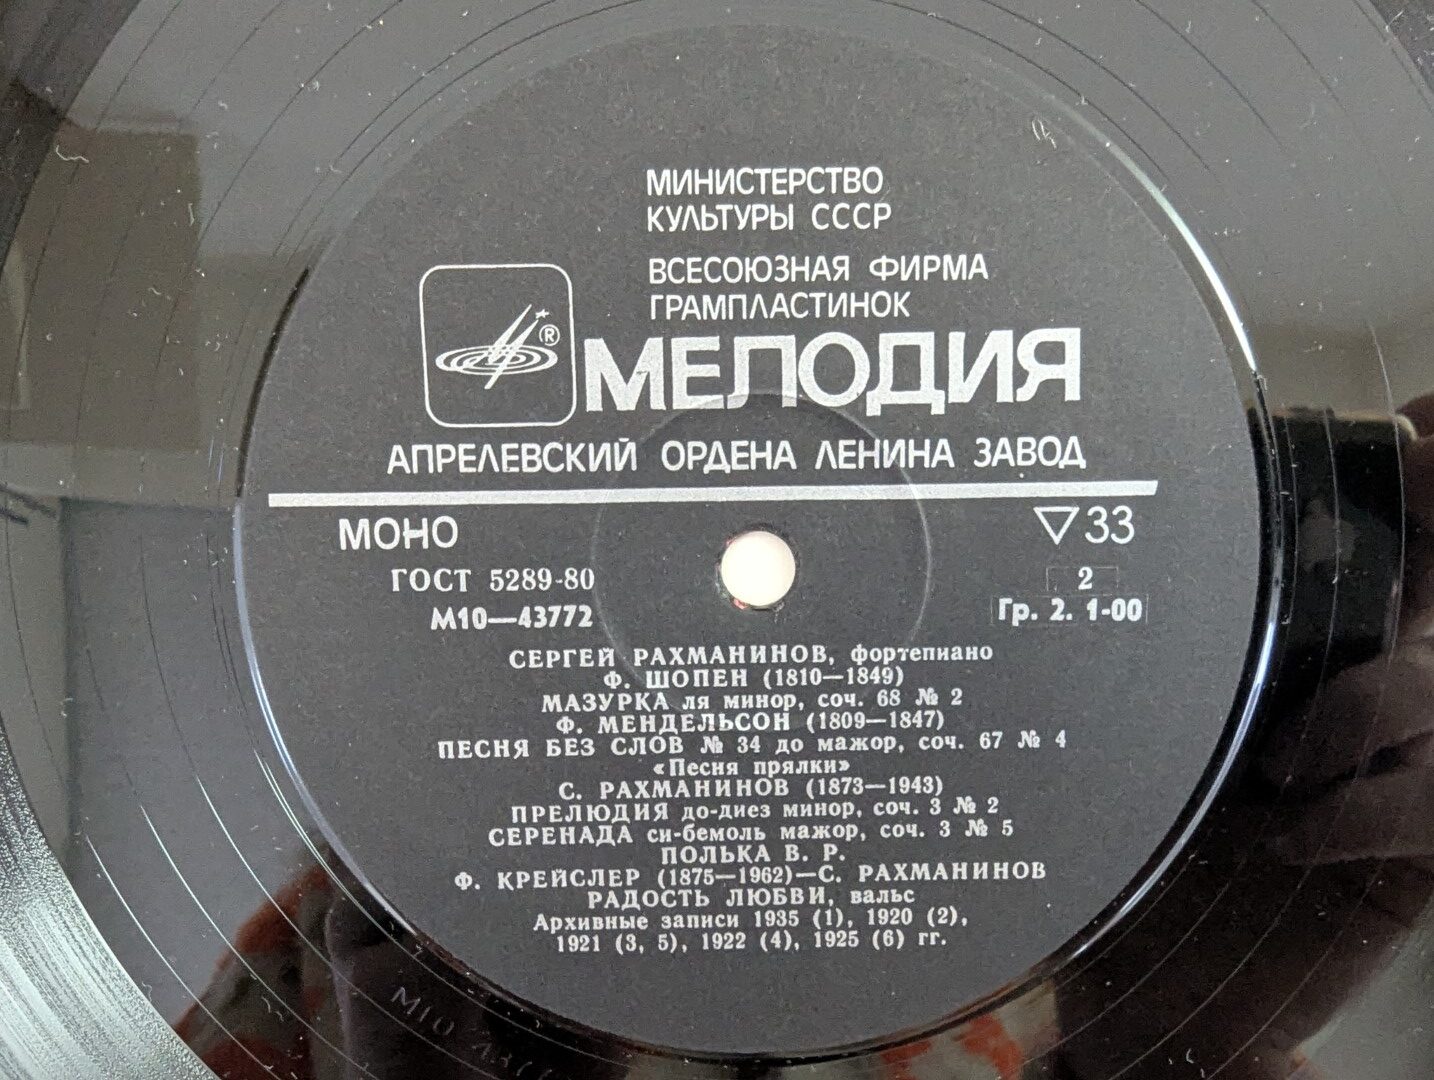 МИНИСТЕРСТВО
КУЛЬТУРЫ СССР
ВСЕСОЮЗНАЯ ФИРМА
ГРАМПЛАСТИНОК
®
МЕЛОДИЯ
АПРЕЛЕВСКИЙ ОРДЕНА ЛЕНИНА ЗАВОД
МОНО
▽33
ГОСТ 5289-80
2
М10—43772
Гр. 2. 1-00
СЕРГЕЙ РАХМАНИНОВ, фортепиано
Ф. ШОПЕН (1810—1849)
МАЗУРКА ля минор, соч. 68 № 2
Ф. МЕНДЕЛЬСОН (1809—1847)
ПЕСНЯ БЕЗ СЛОВ № 34 до мажор, соч. 67 № 4
«Песня прялки»
С. РАХМАНИНОВ (1873—1943)
ПРЕЛЮДИЯ до-диез минор, соч. 3 № 2
СЕРЕНАДА си-бемоль мажор, соч. 3 № 5
ПОЛЬКА В. Р.
Ф. КРЕЙСЛЕР (1875—1962)—С. РАХМАНИНОВ
РАДОСТЬ ЛЮБВИ, вальс
Архивные записи 1935 (1), 1920 (2),
1921 (3, 5), 1922 (4), 1925 (6) гг.
М10